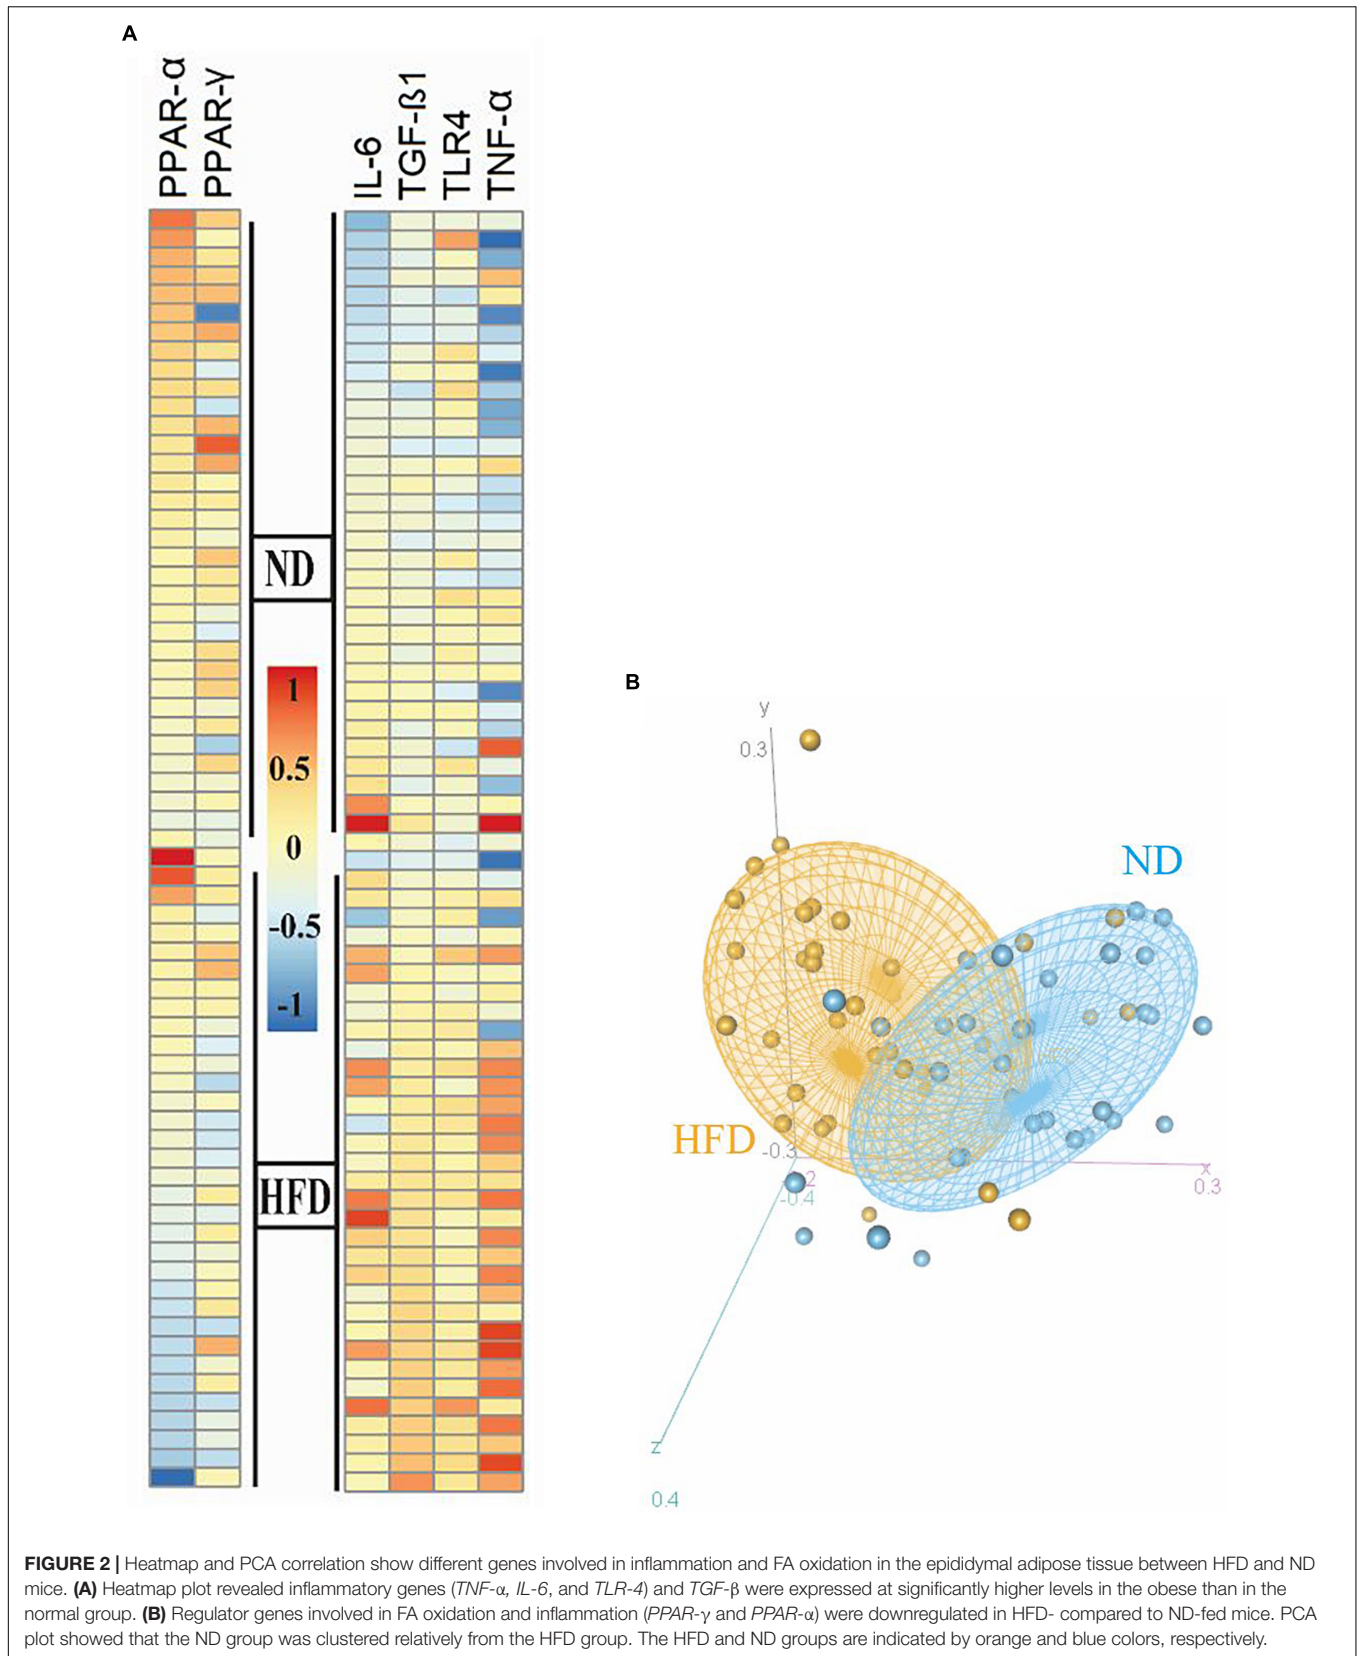 A
PPAR-α
PPAR-γ
IL-6
TGF-ß1
TLR4
TNF-α
ND
1
0.5
0
-0.5
-1
HFD
B
y
0.3
ND
HFD
-0.3
-0.4
x
0.3
z
0.4
FIGURE 2 | Heatmap and PCA correlation show different genes involved in inflammation and FA oxidation in the epididymal adipose tissue between HFD and ND
mice. (A) Heatmap plot revealed inflammatory genes (TNF-α, IL-6, and TLR-4) and TGF-β were expressed at significantly higher levels in the obese than in the
normal group. (B) Regulator genes involved in FA oxidation and inflammation (PPAR-γ and PPAR-α) were downregulated in HFD- compared to ND-fed mice. PCA
plot showed that the ND group was clustered relatively from the HFD group. The HFD and ND groups are indicated by orange and blue colors, respectively.